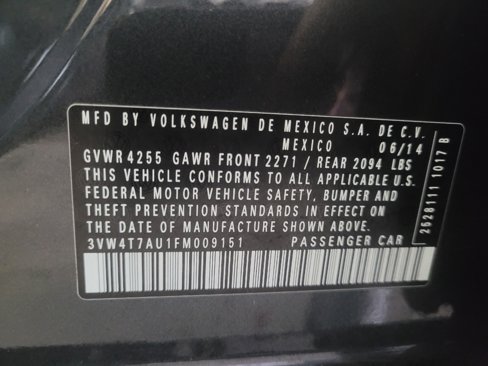 MFD BY VOLKSWAGEN DE MEXICO S.A. DE C.V.
MEXICO 06/14
GVWR 4255 GAWR FRONT 2271 / REAR 2094 LBS
THIS VEHICLE CONFORMS TO ALL APPLICABLE U.S.
FEDERAL MOTOR VEHICLE SAFETY, BUMPER AND
THEFT PREVENTION STANDARDS IN EFFECT ON
THE DATE OF MANUFACTURE SHOWN ABOVE.
3VW4T7AU1FM009151 PASSENGER CAR
2528111 1017 B